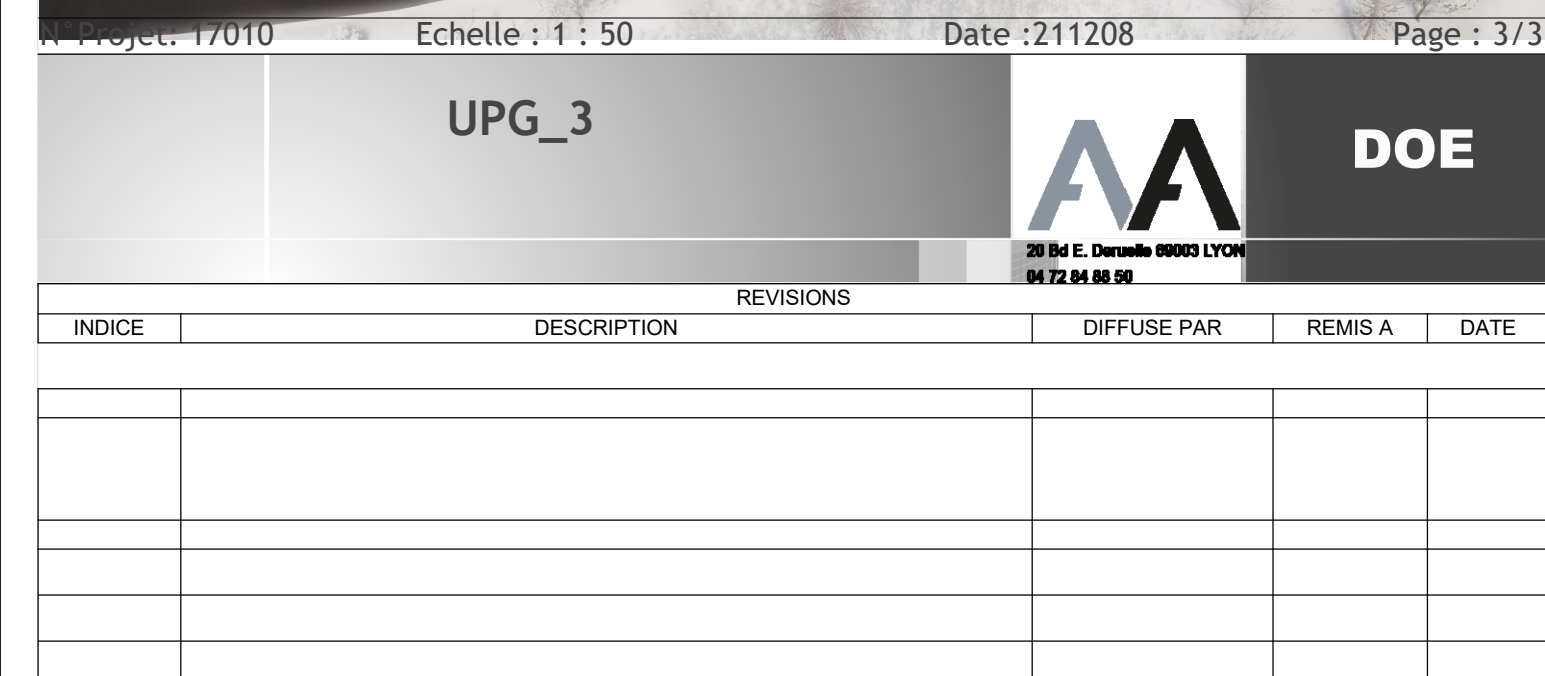 N°Projet: 17010 Echelle : 1 : 50 Date :211208 Page : 3/3
UPG_3
AA
DOE
20 Bd E. Deruelle 69003 LYON
04 72 84 88 50
REVISIONS
INDICE DESCRIPTION DIFFUSE PAR REMIS A DATE